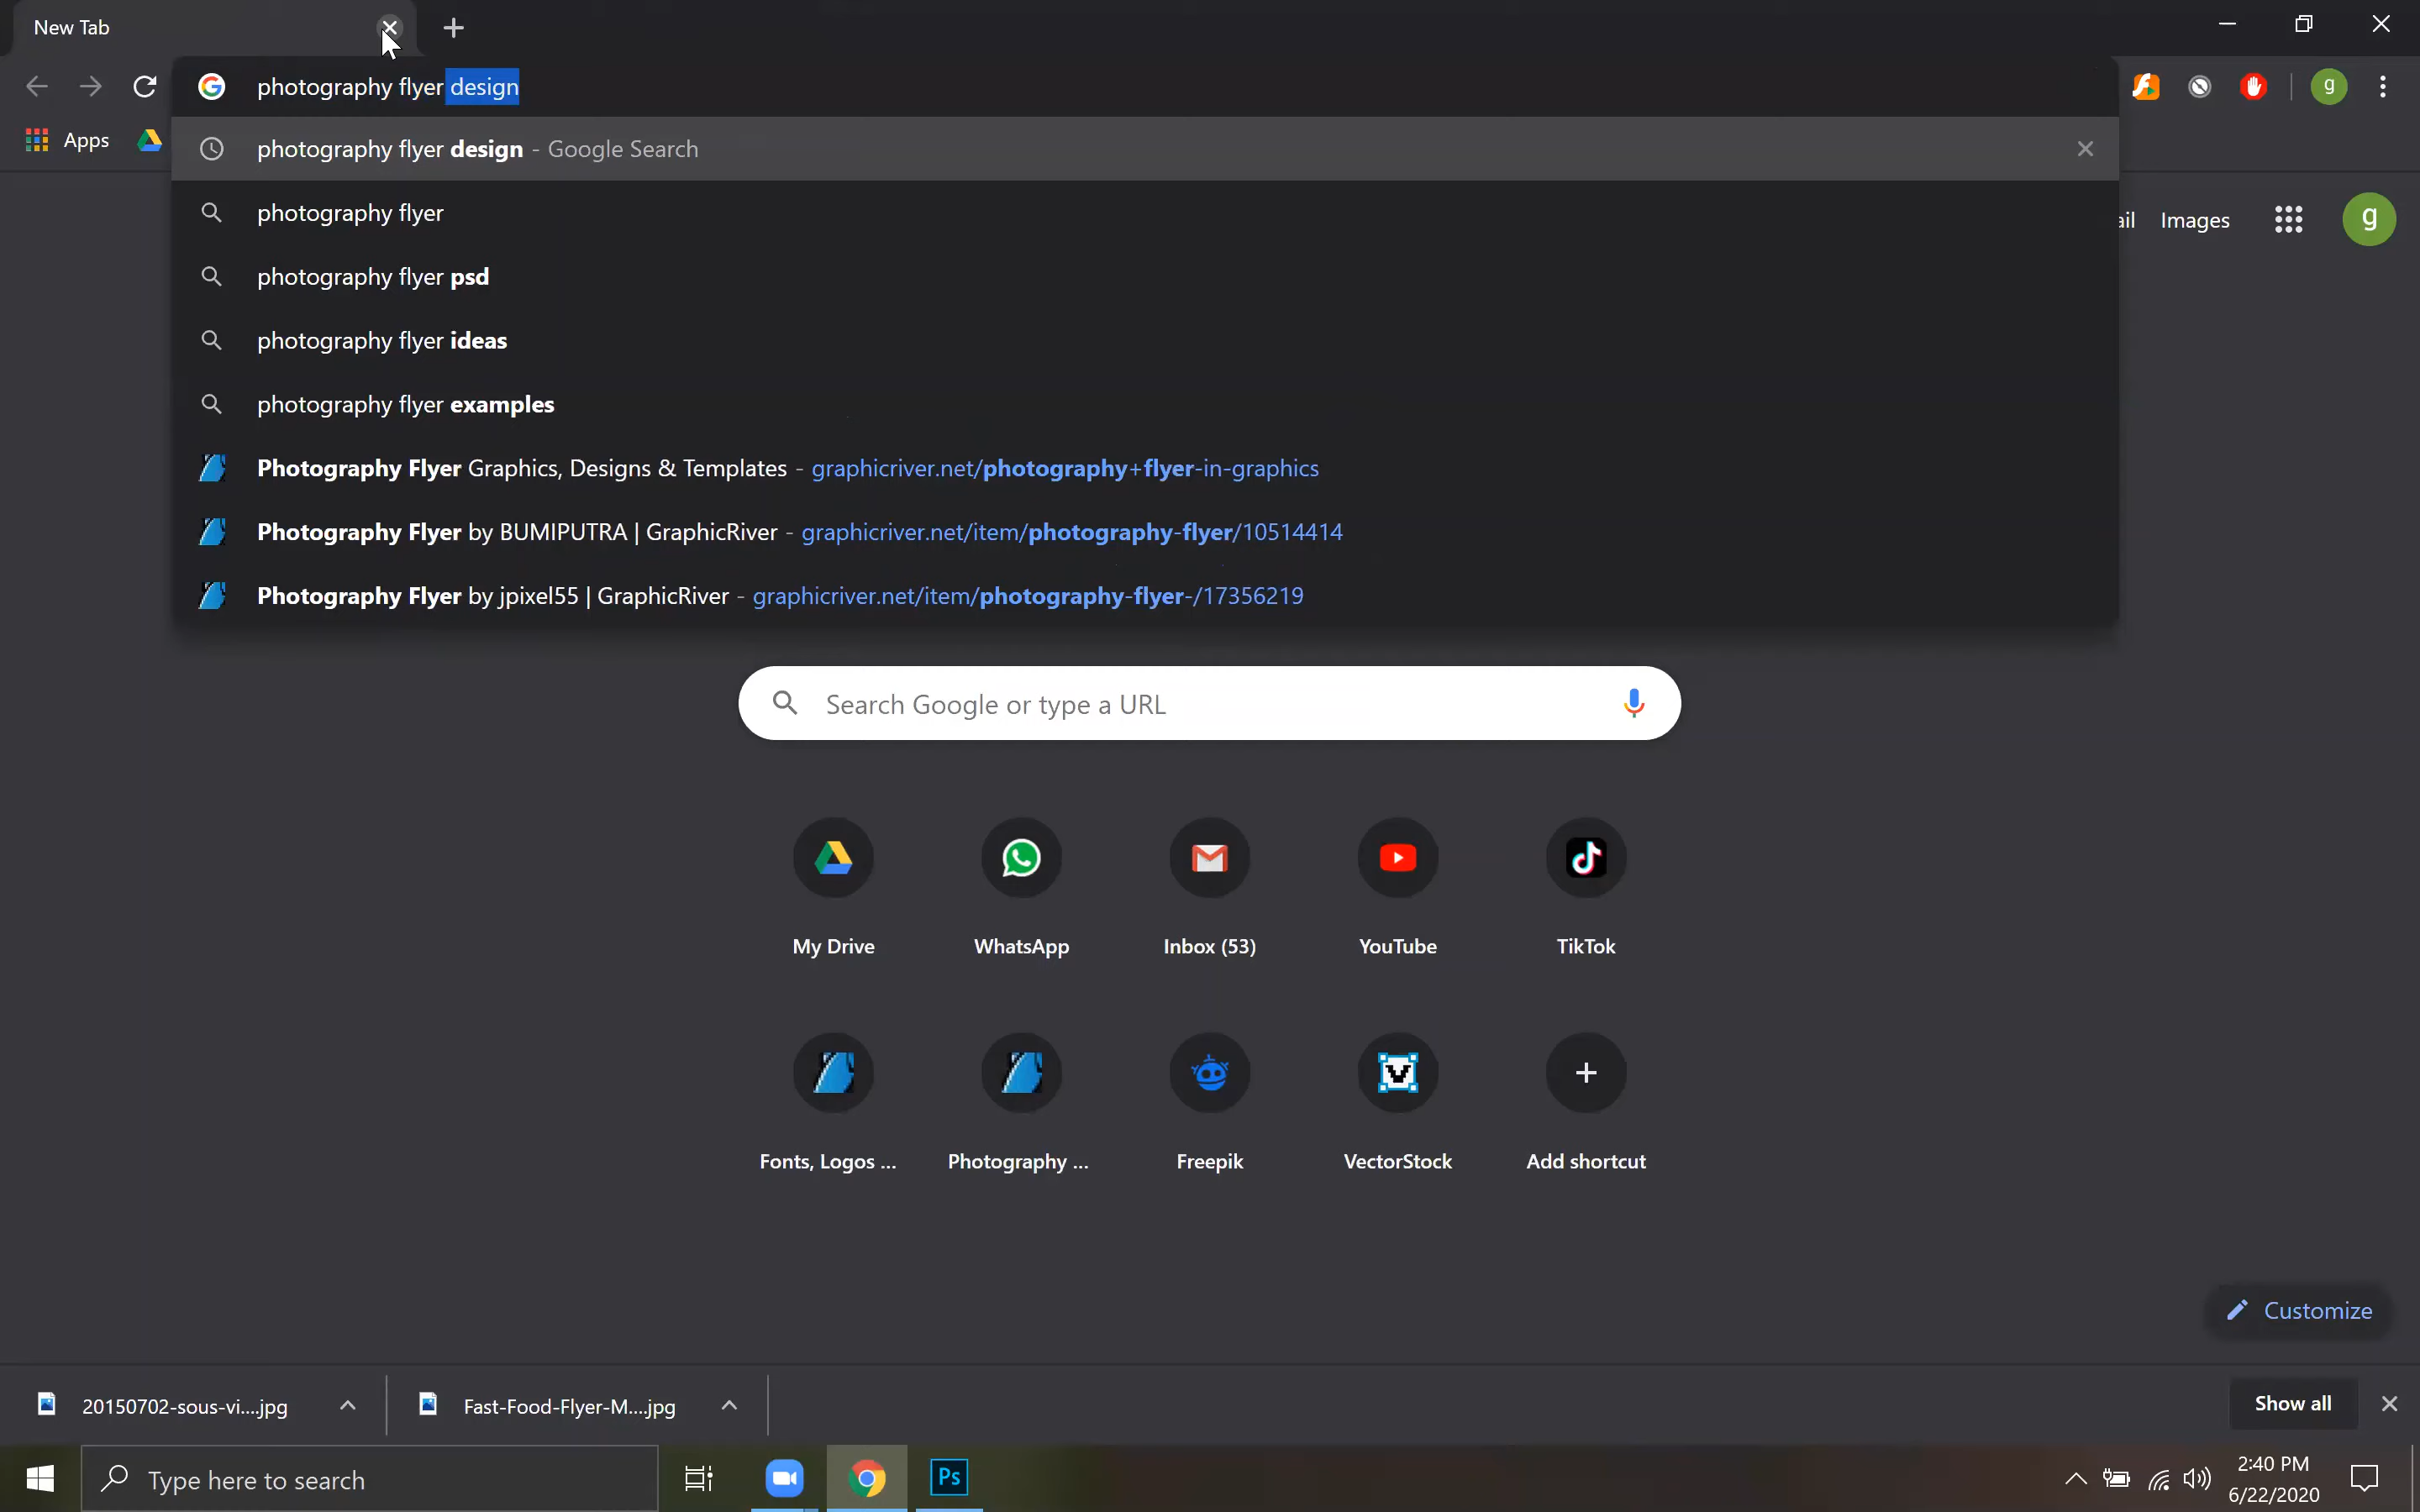 New Tab
photography flyer design
Apps
photography flyer design - Google Search
photography flyer
ail Images g g
photography flyer psd
photography flyer ideas
photography flyer examples
Photography Flyer Graphics, Designs & Templates - graphicriver.net/photography+flyer-in-graphics
Photography Flyer by BUMIPUTRA | GraphicRiver - graphicriver.net/item/photography-flyer/10514414
Photography Flyer by jpixel55 | GraphicRiver - graphicriver.net/item/photography-flyer-/17356219
Search Google or type a URL
My Drive WhatsApp Inbox (53) YouTube TikTok
Fonts, Logos ... Photography ... Freepik VectorStock Add shortcut
Customize
20150702-sous-vi....jpg Fast-Food-Flyer-M....jpg Show all
Type here to search Ps 2:40 PM
6/22/2020